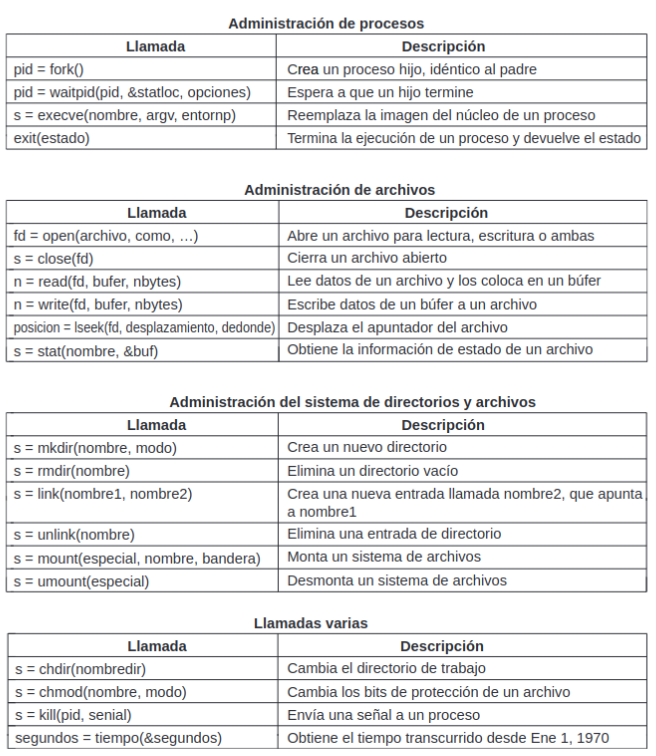 Administración de procesos
Llamada Descripción
pid = fork() Crea un proceso hijo, idéntico al padre
pid = waitpid(pid, &statloc, opciones) Espera a que un hijo termine
s = execve(nombre, argv, entornp) Reemplaza la imagen del núcleo de un proceso
exit(estado) Termina la ejecución de un proceso y devuelve el estado
Administración de archivos
Llamada Descripción
fd = open(archivo, como, …) Abre un archivo para lectura, escritura o ambas
s = close(fd) Cierra un archivo abierto
n = read(fd, bufer, nbytes) Lee datos de un archivo y los coloca en un búfer
n = write(fd, bufer, nbytes) Escribe datos de un búfer a un archivo
posicion = lseek(fd, desplazamiento, dedonde) Desplaza el apuntador del archivo
s = stat(nombre, &buf) Obtiene la información de estado de un archivo
Administración del sistema de directorios y archivos
Llamada Descripción
s = mkdir(nombre, modo) Crea un nuevo directorio
s = rmdir(nombre) Elimina un directorio vacío
s = link(nombre1, nombre2) Crea una nueva entrada llamada nombre2, que apunta
a nombre1
s = unlink(nombre) Elimina una entrada de directorio
s = mount(especial, nombre, bandera) Monta un sistema de archivos
s = umount(especial) Desmonta un sistema de archivos
Llamadas varias
Llamada Descripción
s = chdir(nombredir) Cambia el directorio de trabajo
s = chmod(nombre, modo) Cambia los bits de protección de un archivo
s = kill(pid, senial) Envía una señal a un proceso
segundos = tiempo(&segundos) Obtiene el tiempo transcurrido desde Ene 1, 1970